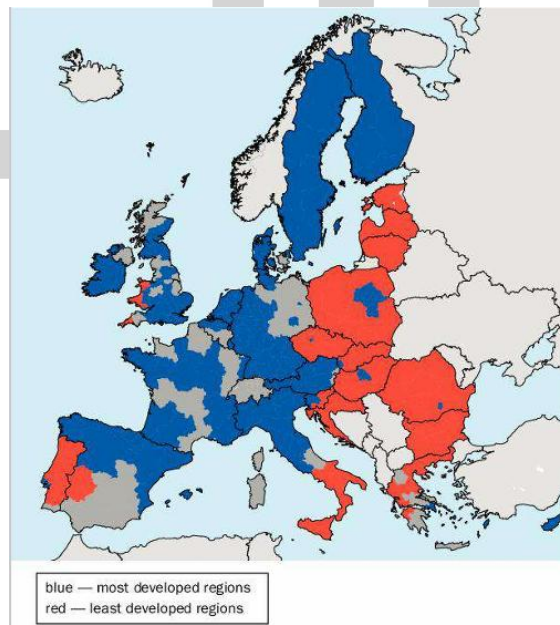 blue — most developed regions
red — least developed regions